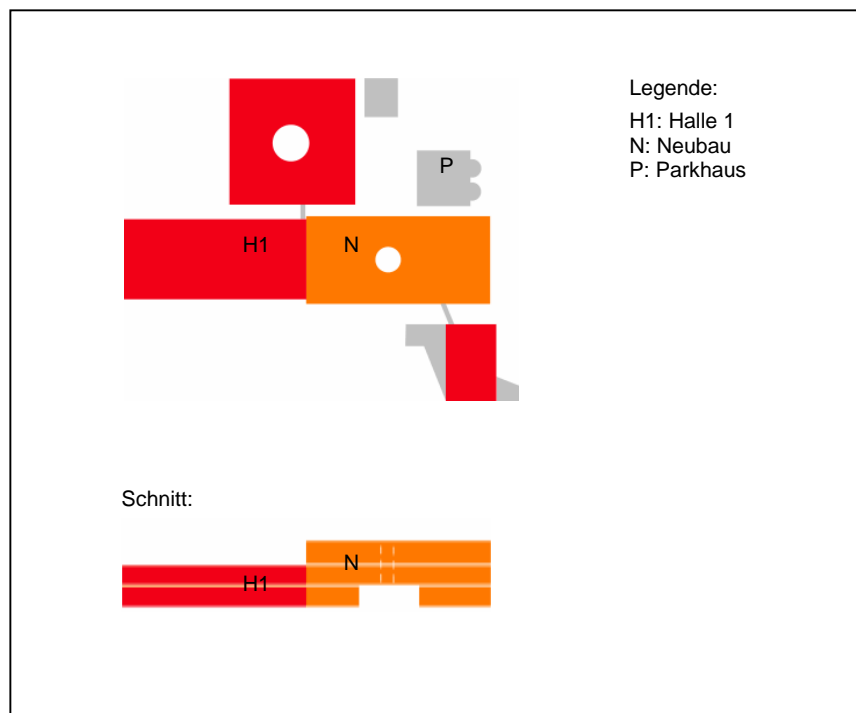 Legende:
H1: Halle 1
N: Neubau
P: Parkhaus
P
H1
N
Schnitt:
N
H1